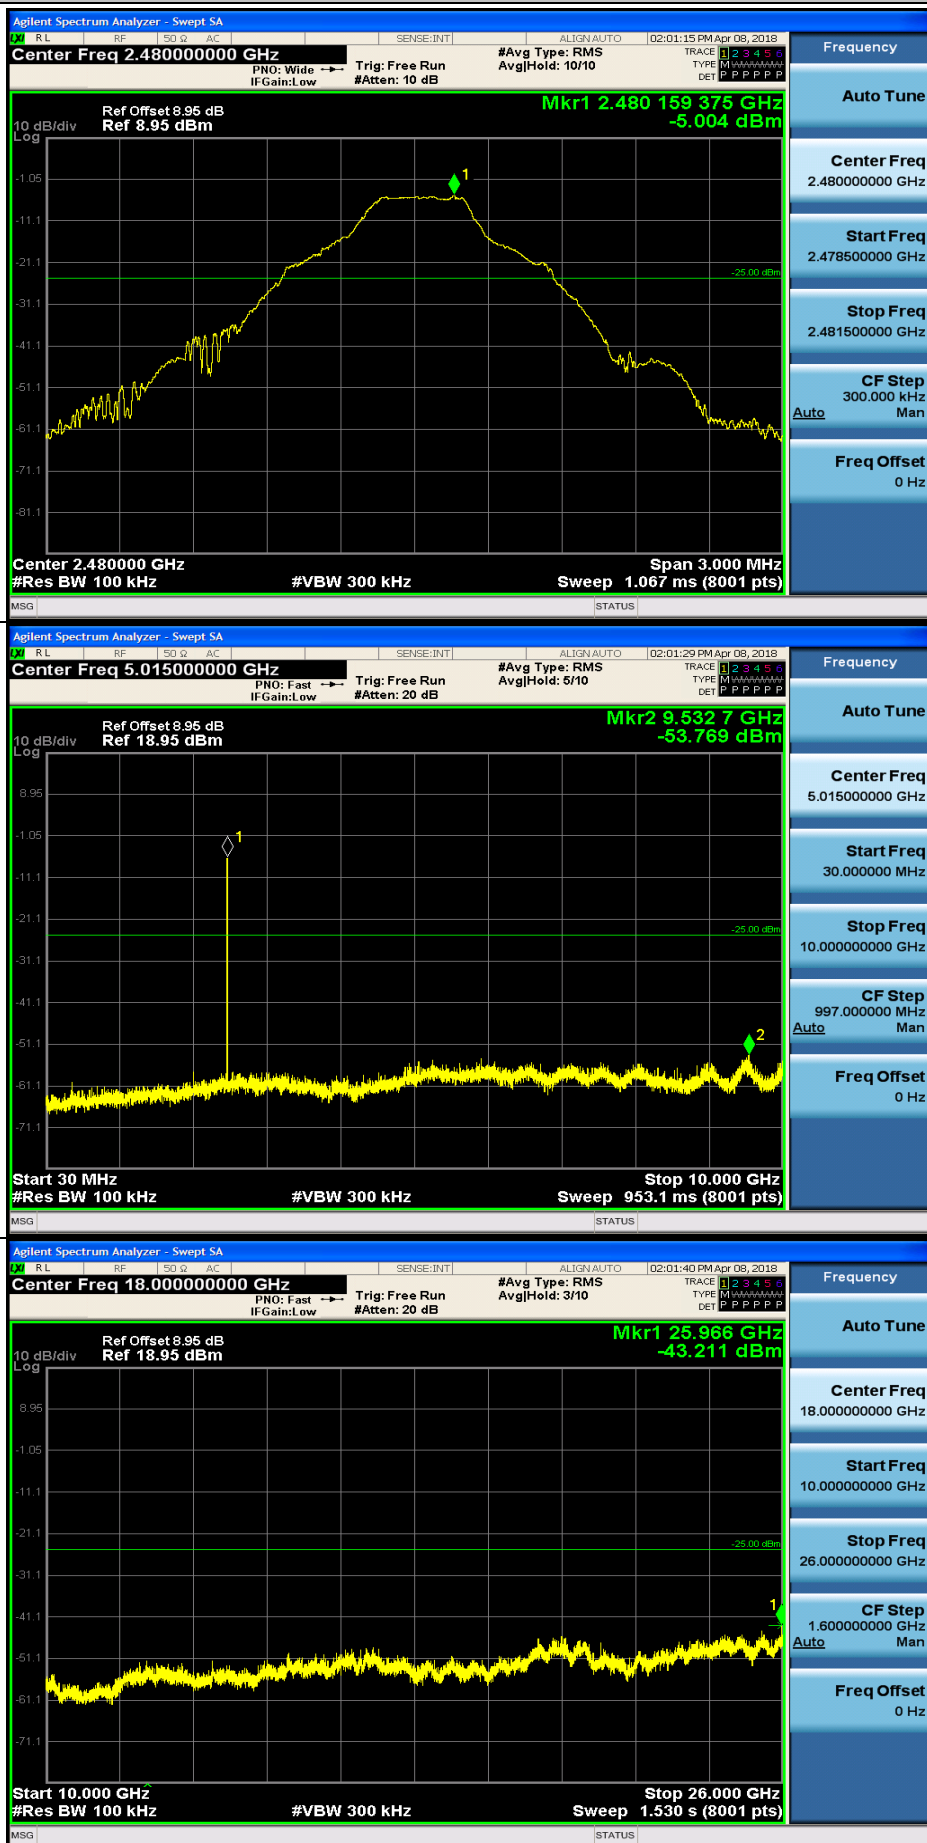 Agilent Spectrum Analyzer - Swept SA
LXI RL RF 50 Ω AC SENSE:INT ALIGN AUTO 02:01:15 PM Apr 08, 2018
Center Freq 2.480000000 GHz #Avg Type: RMS TRACE 1 2 3 4 5 6
PNO: Wide Trig: Free Run Avg|Hold: 10/10 TYPE M WWWWW
IFGain:Low #Atten: 10 dB DET P P P P P P
Frequency
Auto Tune
Mkr1 2.480 159 375 GHz
Ref Offset 8.95 dB
10 dB/div Ref 8.95 dBm -5.004 dBm
Log
1
-1.05
-11.1
-21.1
-25.00 dBm
-31.1
-41.1
-51.1
-61.1
-71.1
-81.1
Center Freq
2.480000000 GHz
Start Freq
2.478500000 GHz
Stop Freq
2.481500000 GHz
CF Step
300.000 kHz
Auto Man
Freq Offset
0 Hz
Center 2.480000 GHz Span 3.000 MHz
#Res BW 100 kHz #VBW 300 kHz Sweep 1.067 ms (8001 pts)
MSG STATUS
Agilent Spectrum Analyzer - Swept SA
LXI RL RF 50 Ω AC SENSE:INT ALIGN AUTO 02:01:29 PM Apr 08, 2018
Center Freq 5.015000000 GHz #Avg Type: RMS TRACE 1 2 3 4 5 6
PNO: Fast Trig: Free Run Avg|Hold: 5/10 TYPE M WWWWW
IFGain:Low #Atten: 20 dB DET P P P P P P
Frequency
Auto Tune
Mkr2 9.532 7 GHz
Ref Offset 8.95 dB
10 dB/div Ref 18.95 dBm -53.769 dBm
Log
8.95
-1.05
1
-11.1
-21.1
-25.00 dBm
-31.1
-41.1
-51.1
2
-61.1
-71.1
Center Freq
5.015000000 GHz
Start Freq
30.000000 MHz
Stop Freq
10.000000000 GHz
CF Step
997.000000 MHz
Auto Man
Freq Offset
0 Hz
Start 30 MHz Stop 10.000 GHz
#Res BW 100 kHz #VBW 300 kHz Sweep 953.1 ms (8001 pts)
MSG STATUS
Agilent Spectrum Analyzer - Swept SA
LXI RL RF 50 Ω AC SENSE:INT ALIGN AUTO 02:01:40 PM Apr 08, 2018
Center Freq 18.000000000 GHz #Avg Type: RMS TRACE 1 2 3 4 5 6
PNO: Fast Trig: Free Run Avg|Hold: 3/10 TYPE M WWWWW
IFGain:Low #Atten: 20 dB DET P P P P P P
Frequency
Auto Tune
Mkr1 25.966 GHz
Ref Offset 8.95 dB
10 dB/div Ref 18.95 dBm -43.211 dBm
Log
8.95
-1.05
-11.1
-21.1
-25.00 dBm
-31.1
-41.1
1
-51.1
-61.1
-71.1
Center Freq
18.000000000 GHz
Start Freq
10.000000000 GHz
Stop Freq
26.000000000 GHz
CF Step
1.600000000 GHz
Auto Man
Freq Offset
0 Hz
Start 10.000 GHz Stop 26.000 GHz
#Res BW 100 kHz #VBW 300 kHz Sweep 1.530 s (8001 pts)
MSG STATUS